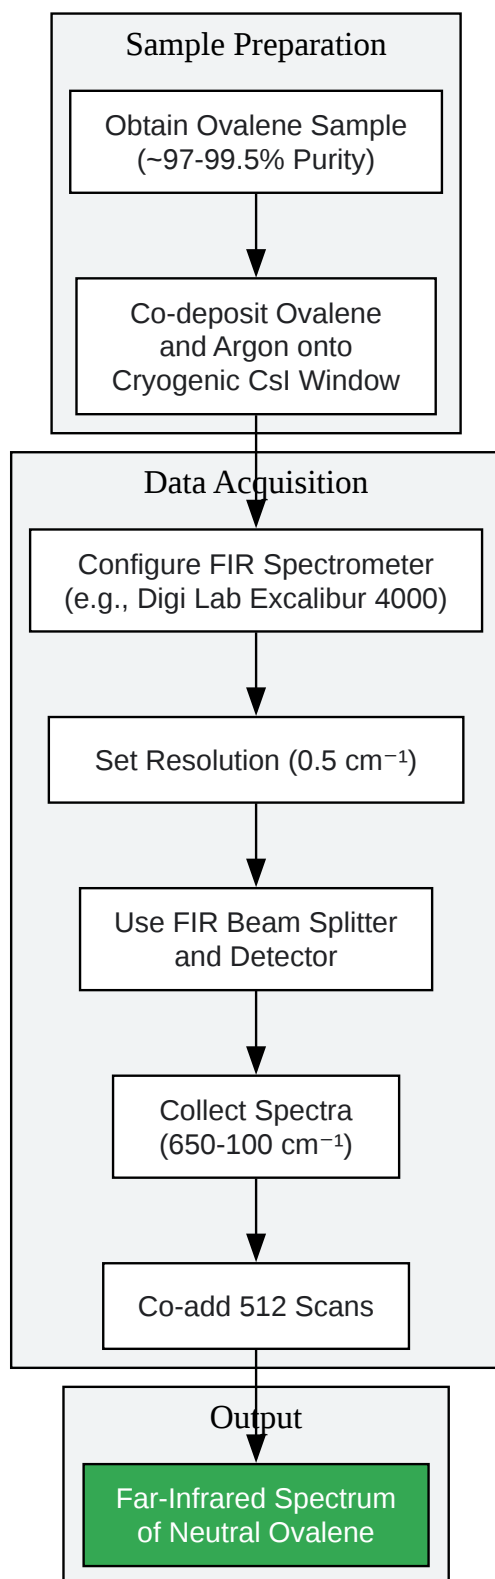 Sample Preparation
Obtain Ovalene Sample
(~97-99.5% Purity)
Co-deposit Ovalene
and Argon onto
Cryogenic CsI Window
Data Acquisition
Configure FIR Spectrometer
(e.g., Digi Lab Excalibur 4000)
Set Resolution (0.5 cm⁻¹)
Use FIR Beam Splitter
and Detector
Collect Spectra
(650-100 cm⁻¹)
Co-add 512 Scans
Output
Far-Infrared Spectrum
of Neutral Ovalene